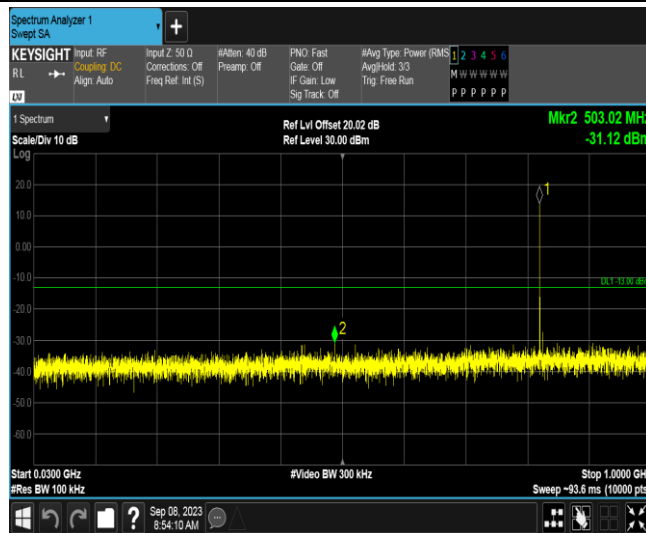 Spectrum Analyzer 1
Swept SA
+
KEYSIGHT Input: RF Input Z: 50 Ω #Atten: 40 dB PNO: Fast #Avg Type: Power (RMS 1 2 3 4 5 6
RL Coupling: DC Corrections: Off Preamp: Off Gate: Off Avg|Hold: 3/3 M W W W W W
Align: Auto Freq Ref: Int (S) IF Gain: Low Trig: Free Run
Sig Track: Off P P P P P P
LXI
1 Spectrum Ref Lvl Offset 20.02 dB Mkr2 503.02 MHz
Scale/Div 10 dB Ref Level 30.00 dBm -31.12 dBm
Log
1
20.0
10.0
0.00
-10.0
DL1 -13.00 dBm
-20.0
2
-30.0
-40.0
-50.0
-60.0
Start 0.0300 GHz #Video BW 300 kHz Stop 1.0000 GH
#Res BW 100 kHz Sweep ~93.6 ms (10000 pts
? Sep 08, 2023
8:54:10 AM